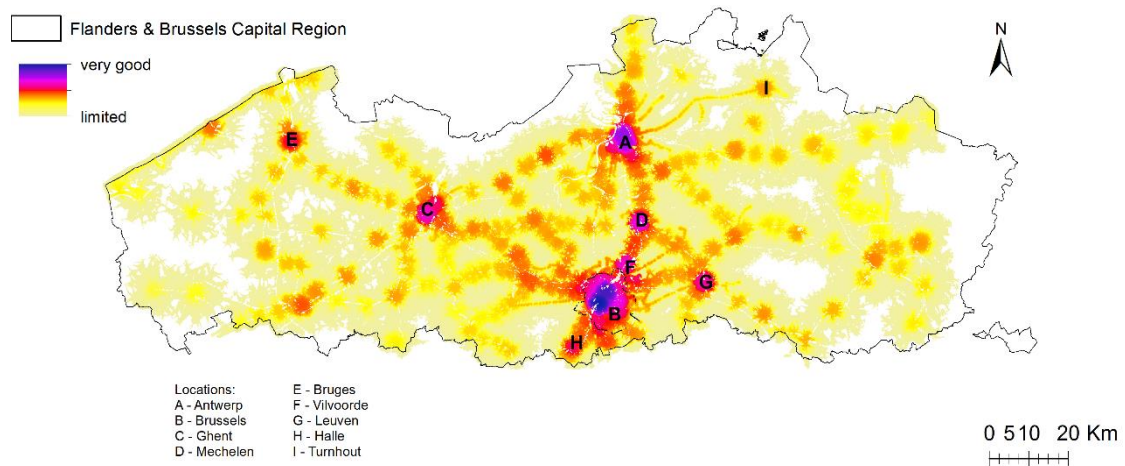 Flanders & Brussels Capital Region
very good
limited
N
I
A
E
C
D
F
G
B
H
Locations:
A - Antwerp
B - Brussels
C - Ghent
D - Mechelen
E - Bruges
F - Vilvoorde
G - Leuven
H - Halle
I - Turnhout
0 5 10 20 Km